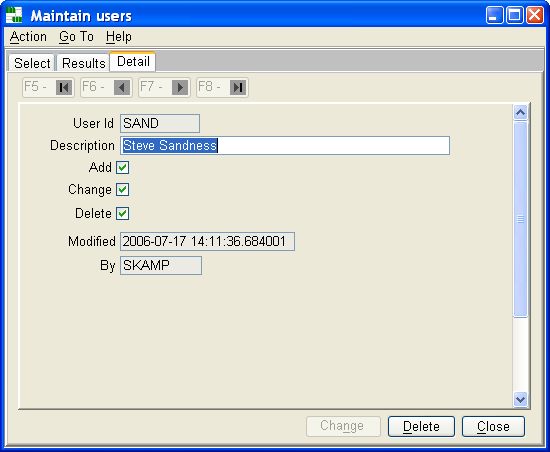 Maintain users
Action Go To Help
Select Results Detail
F5 - F6 - F7 - F8 -
User Id SAND
Description Steve Sandness
Add
Change
Delete
Modified 2006-07-17 14:11:36.684001
By SKAMP
Change Delete Close